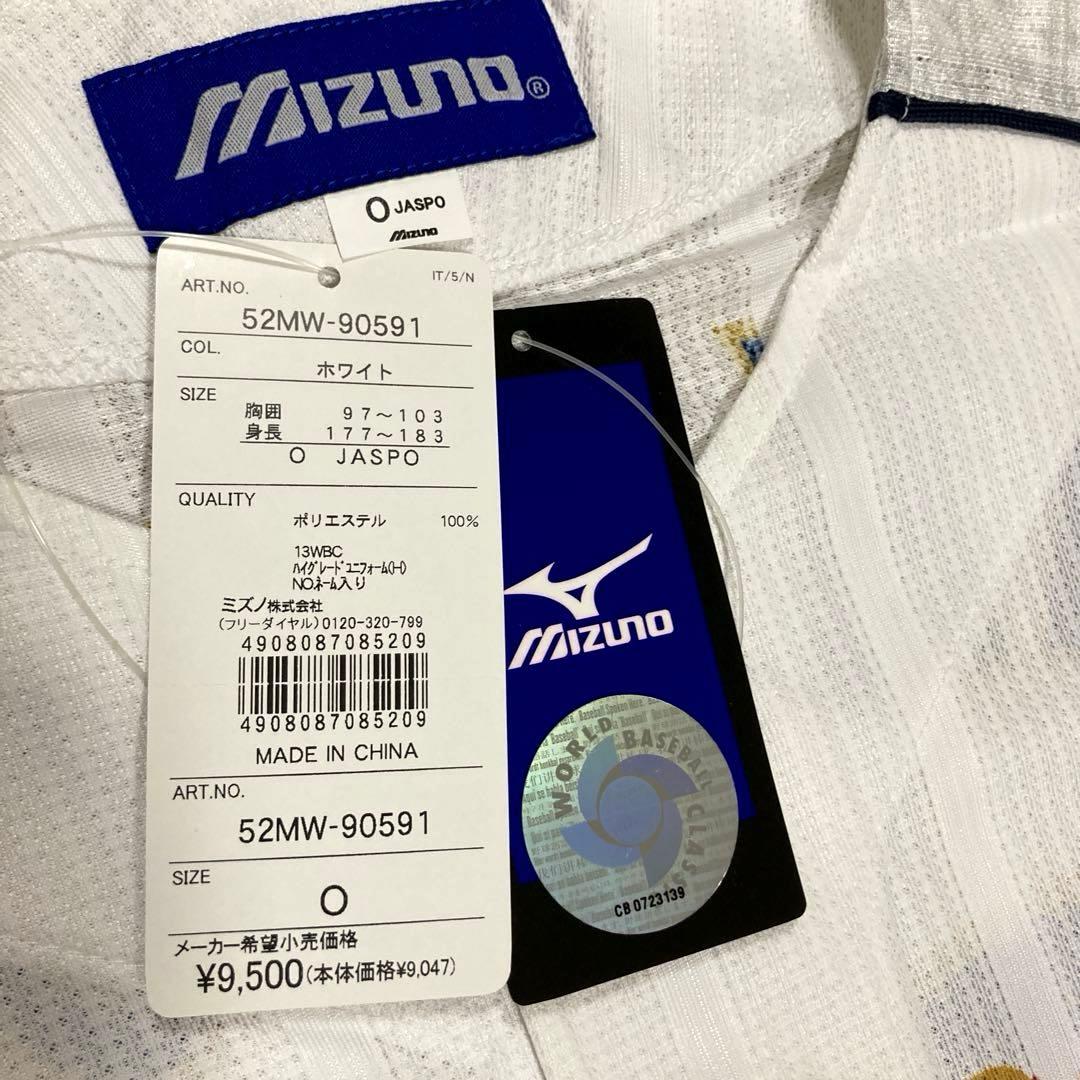 MIZUNO®
O JASPO
MIZUNO
IT/5/N
ART.NO.
52MW-90591
COL.
ホワイト
SIZE
胸囲 97～103
身長 177～183
O JASPO
QUALITY
ポリエステル 100%
13WBC
ハイグレードユニフォーム(H)
NOネーム入り
ミズノ株式会社
(フリーダイヤル)0120-320-799
4908087085209
4908087085209
MADE IN CHINA
ART.NO.
52MW-90591
SIZE
O
メーカー希望小売価格
¥9,500(本体価格¥9,047)
MIZUNO
WORLD BASEBALL CLASSIC
Baseball Spoken Here.
CB 0723139